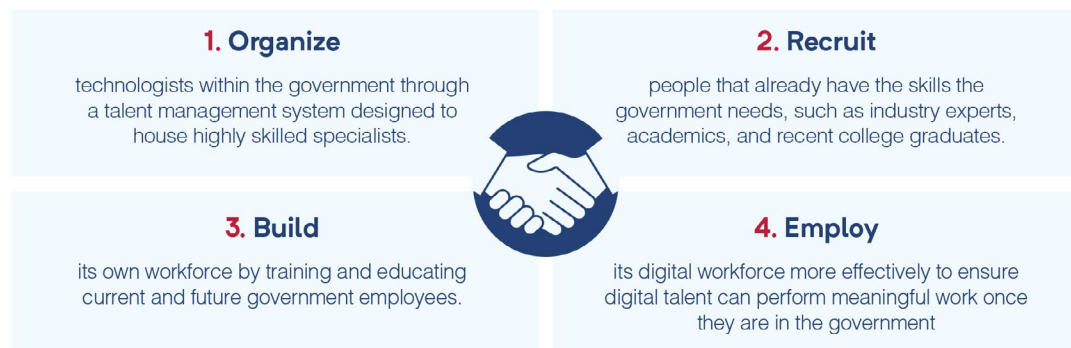 1. Organize
technologists within the government through
a talent management system designed to
house highly skilled specialists.
2. Recruit
people that already have the skills the
government needs, such as industry experts,
academics, and recent college graduates.
3. Build
its own workforce by training and educating
current and future government employees.
4. Employ
its digital workforce more effectively to ensure
digital talent can perform meaningful work once
they are in the government